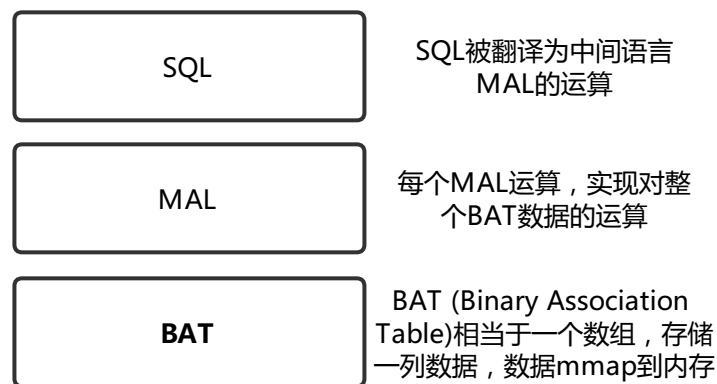 SQL
SQL被翻译为中间语言
MAL的运算
MAL
每个MAL运算，实现对整
个BAT数据的运算
BAT
BAT (Binary Association
Table)相当于一个数组，存储
一列数据，数据mmap到内存